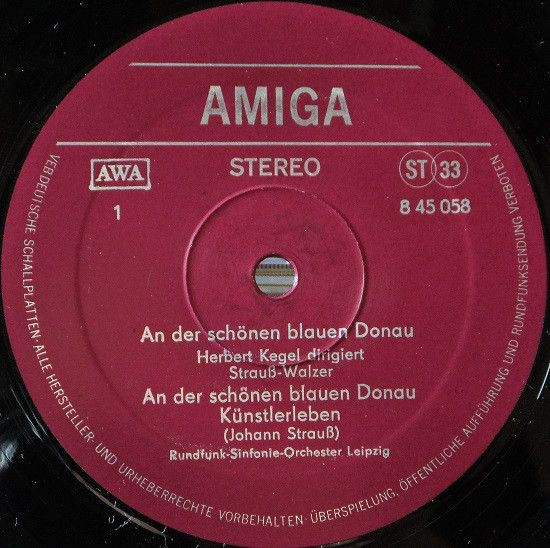 AMIGA
AWA
STEREO
ST 33
1
8 45 058
An der schönen blauen Donau
Herbert Kegel dirigiert
Strauß-Walzer
An der schönen blauen Donau
Künstlerleben
(Johann Strauß)
Rundfunk-Sinfonie-Orchester Leipzig
VEB DEUTSCHE SCHALLPLATTEN · ALLE HERSTELLER- UND URHEBERRECHTE VORBEHALTEN · ÜBERSPIELUNG, ÖFFENTLICHE AUFFÜHRUNG UND RUNDFUNKSENDUNG VERBOTEN